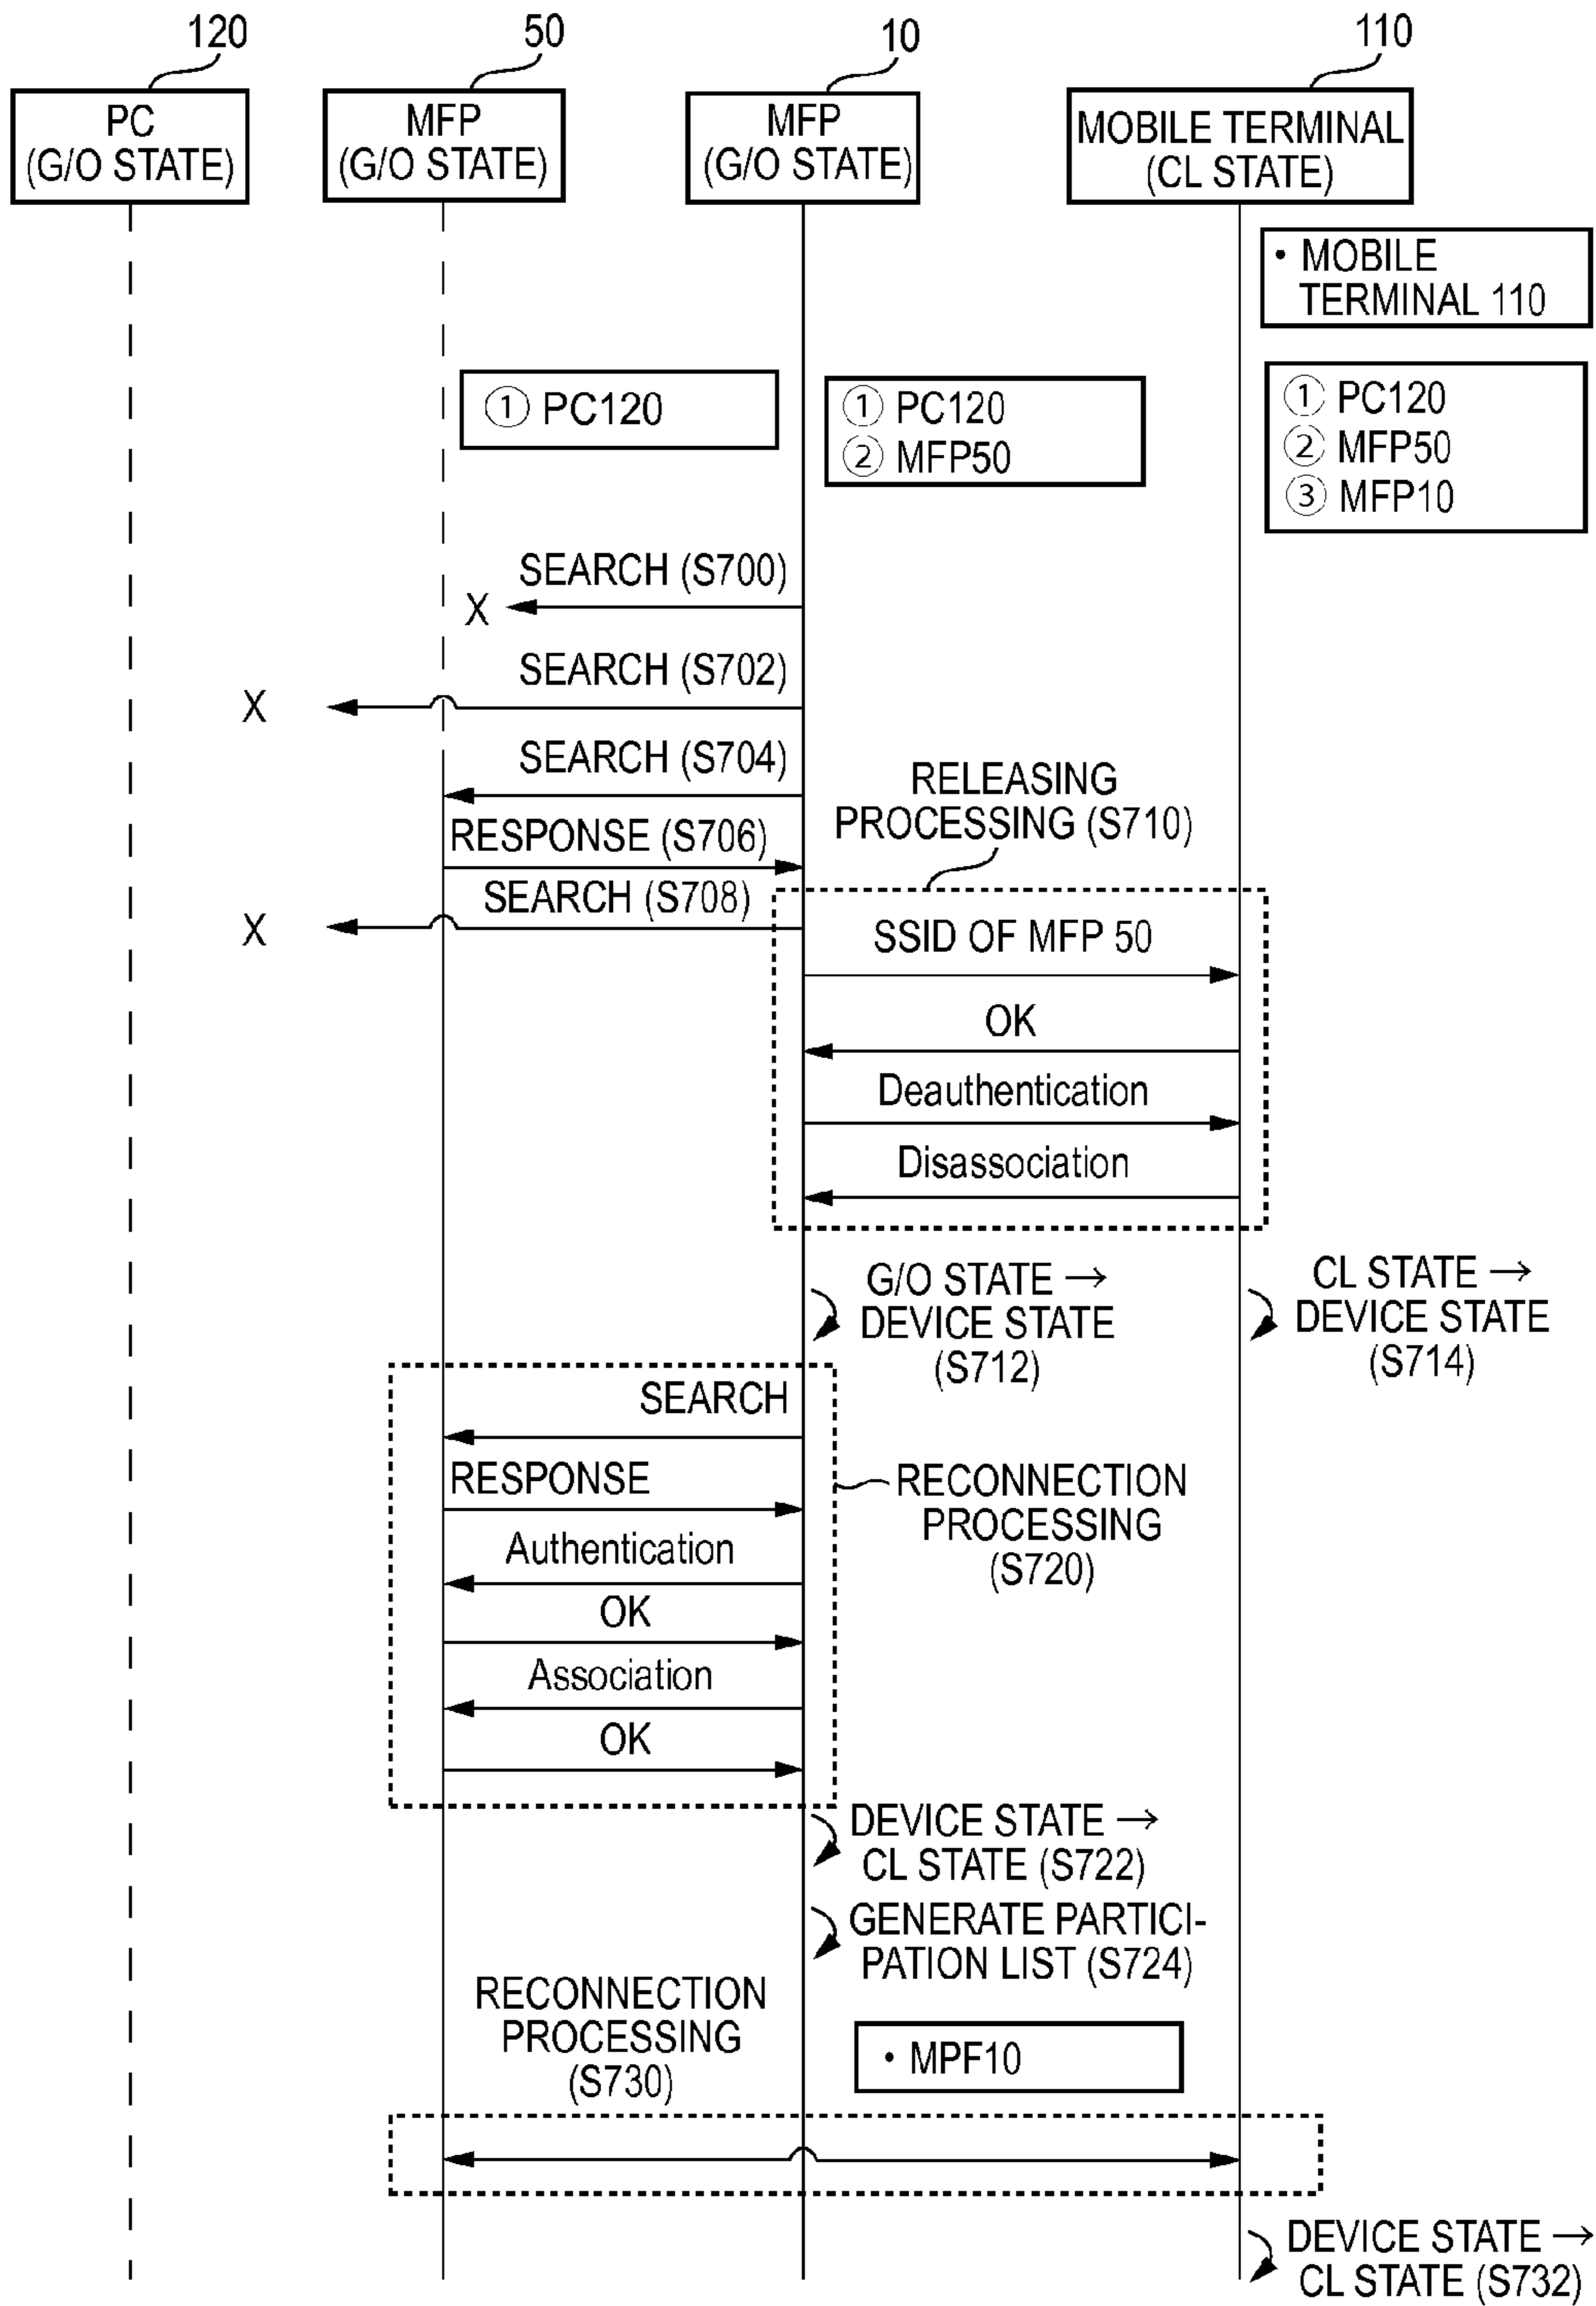 120
50
10
110
PC
(G/O STATE)
MFP
(G/O STATE)
MFP
(G/O STATE)
MOBILE TERMINAL
(CL STATE)
• MOBILE
TERMINAL 110
① PC120
① PC120
② MFP50
① PC120
② MFP50
③ MFP10
SEARCH (S700)
X
SEARCH (S702)
X
SEARCH (S704)
RELEASING
PROCESSING (S710)
RESPONSE (S706)
SEARCH (S708)
X
SSID OF MFP 50
OK
Deauthentication
Disassociation
G/O STATE →
DEVICE STATE
(S712)
CL STATE →
DEVICE STATE
(S714)
SEARCH
RESPONSE
RECONNECTION
PROCESSING
(S720)
Authentication
OK
Association
OK
DEVICE STATE →
CL STATE (S722)
GENERATE PARTICI-
PATION LIST (S724)
RECONNECTION
PROCESSING
(S730)
• MPF10
DEVICE STATE →
CL STATE (S732)